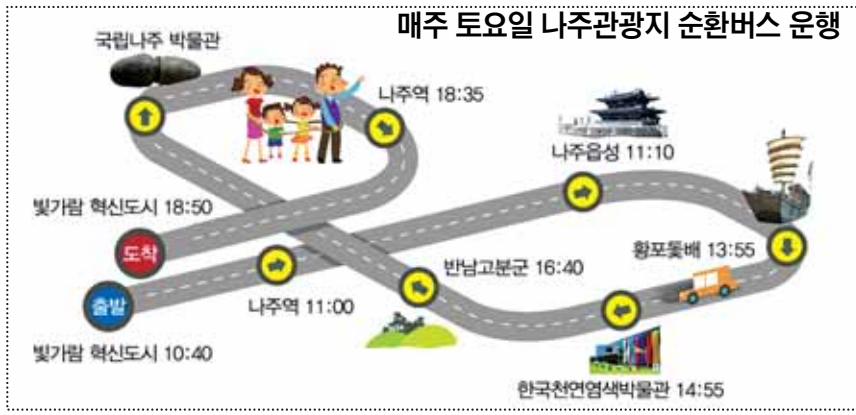 매주 토요일 나주관광지 순환버스 운행
국립나주 박물관
나주역 18:35
나주읍성 11:10
빛가람 혁신도시 18:50
도착
황포돛배 13:55
반남고분군 16:40
출발
나주역 11:00
빛가람 혁신도시 10:40
한국천연염색박물관 14:55